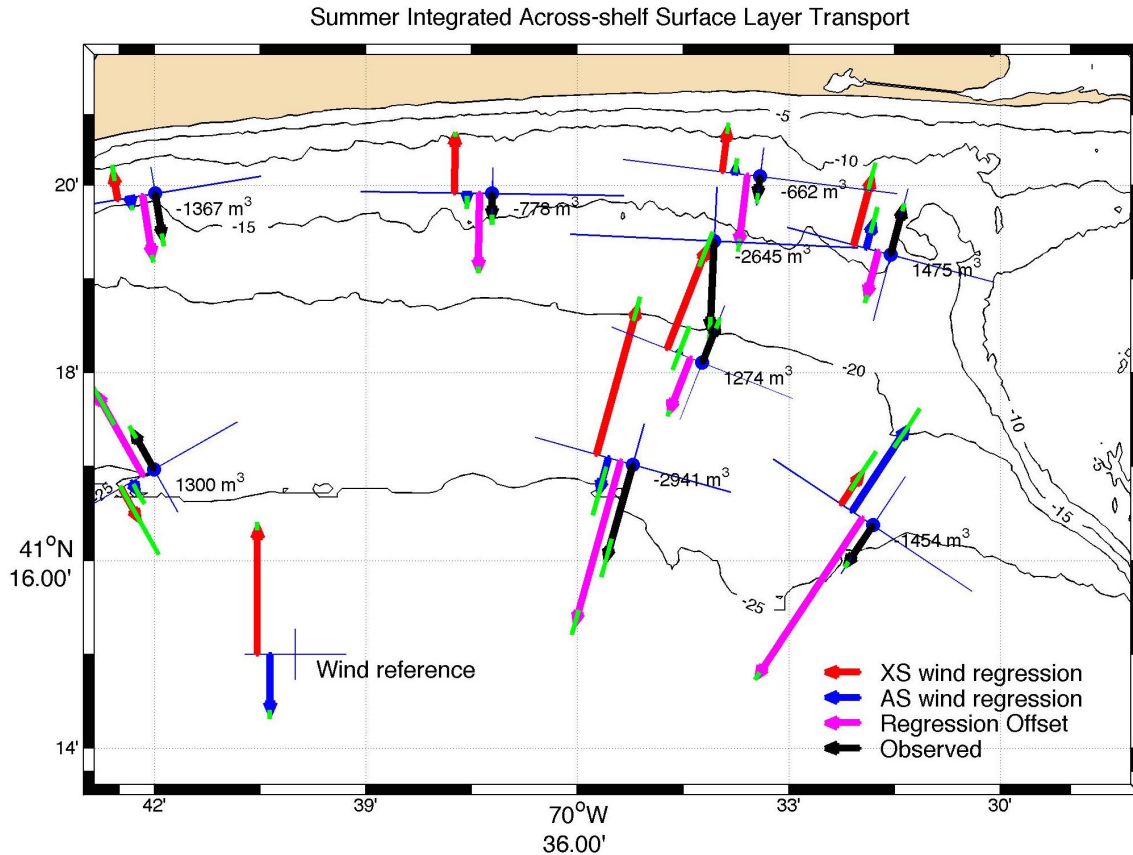 Summer Integrated Across-shelf Surface Layer Transport
-5
-10
20'
-1367 m3
-778 m3
-662 m3
-15
-2645 m3
1475 m3
18'
1274 m3
-20
-10
-5
-25
1300 m3
-2941 m3
-15
-1454 m3
41°N
16.00'
-25
Wind reference
XS wind regression
AS wind regression
Regression Offset
Observed
14'
42'
39'
70°W
36.00'
33'
30'